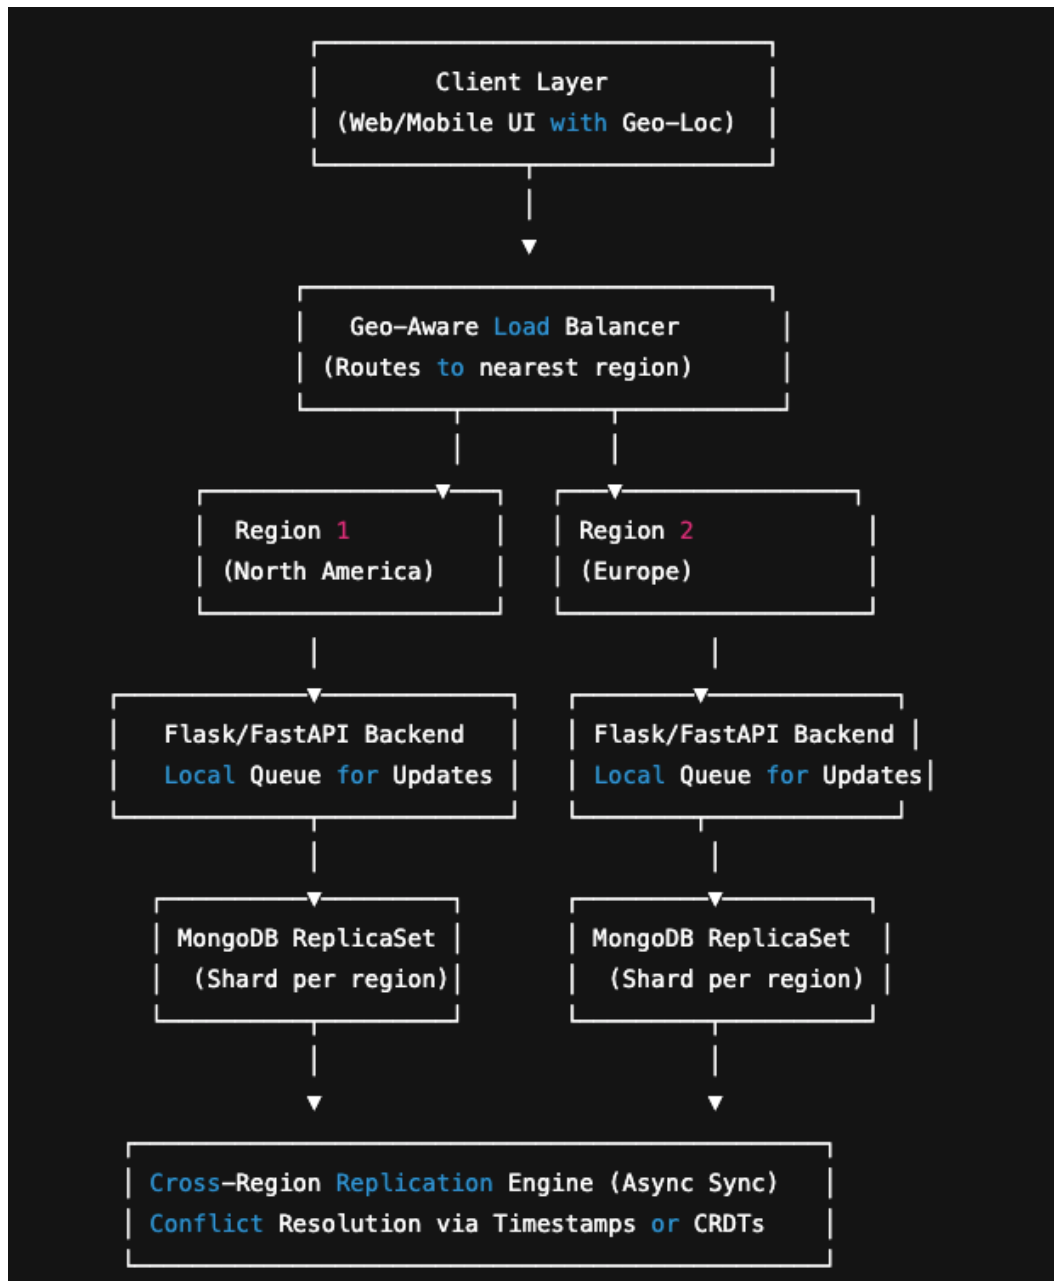 Client Layer
(Web/Mobile UI with Geo-Loc)
Geo-Aware Load Balancer
(Routes to nearest region)
Region 1
(North America)
Region 2
(Europe)
Flask/FastAPI Backend
Local Queue for Updates
Flask/FastAPI Backend
Local Queue for Updates
MongoDB ReplicaSet
(Shard per region)
MongoDB ReplicaSet
(Shard per region)
Cross-Region Replication Engine (Async Sync)
Conflict Resolution via Timestamps or CRDTs